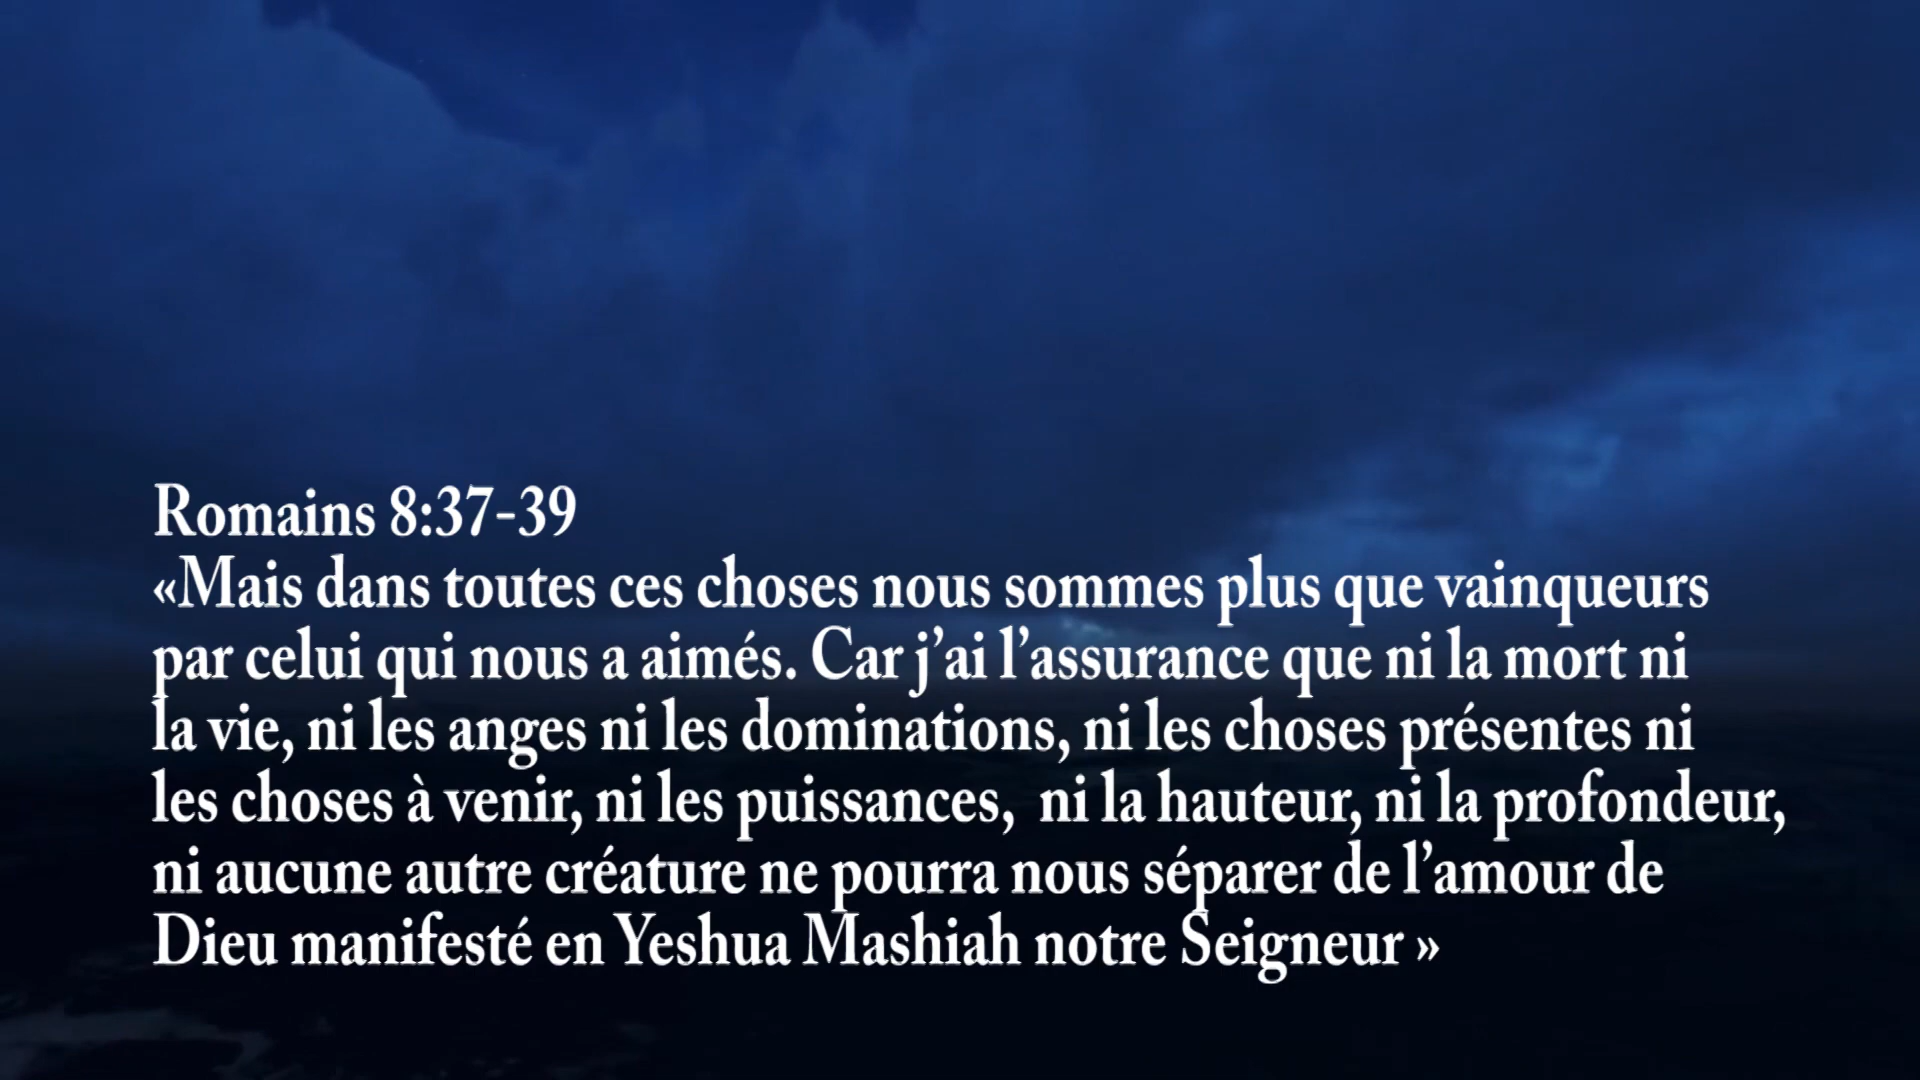 Romains 8:37-39
«Mais dans toutes ces choses nous sommes plus que vainqueurs
par celui qui nous a aimés. Car j’ai l’assurance que ni la mort ni
la vie, ni les anges ni les dominations, ni les choses présentes ni
les choses à venir, ni les puissances,  ni la hauteur, ni la profondeur,
ni aucune autre créature ne pourra nous séparer de l’amour de
Dieu manifesté en Yeshua Mashiah notre Seigneur »